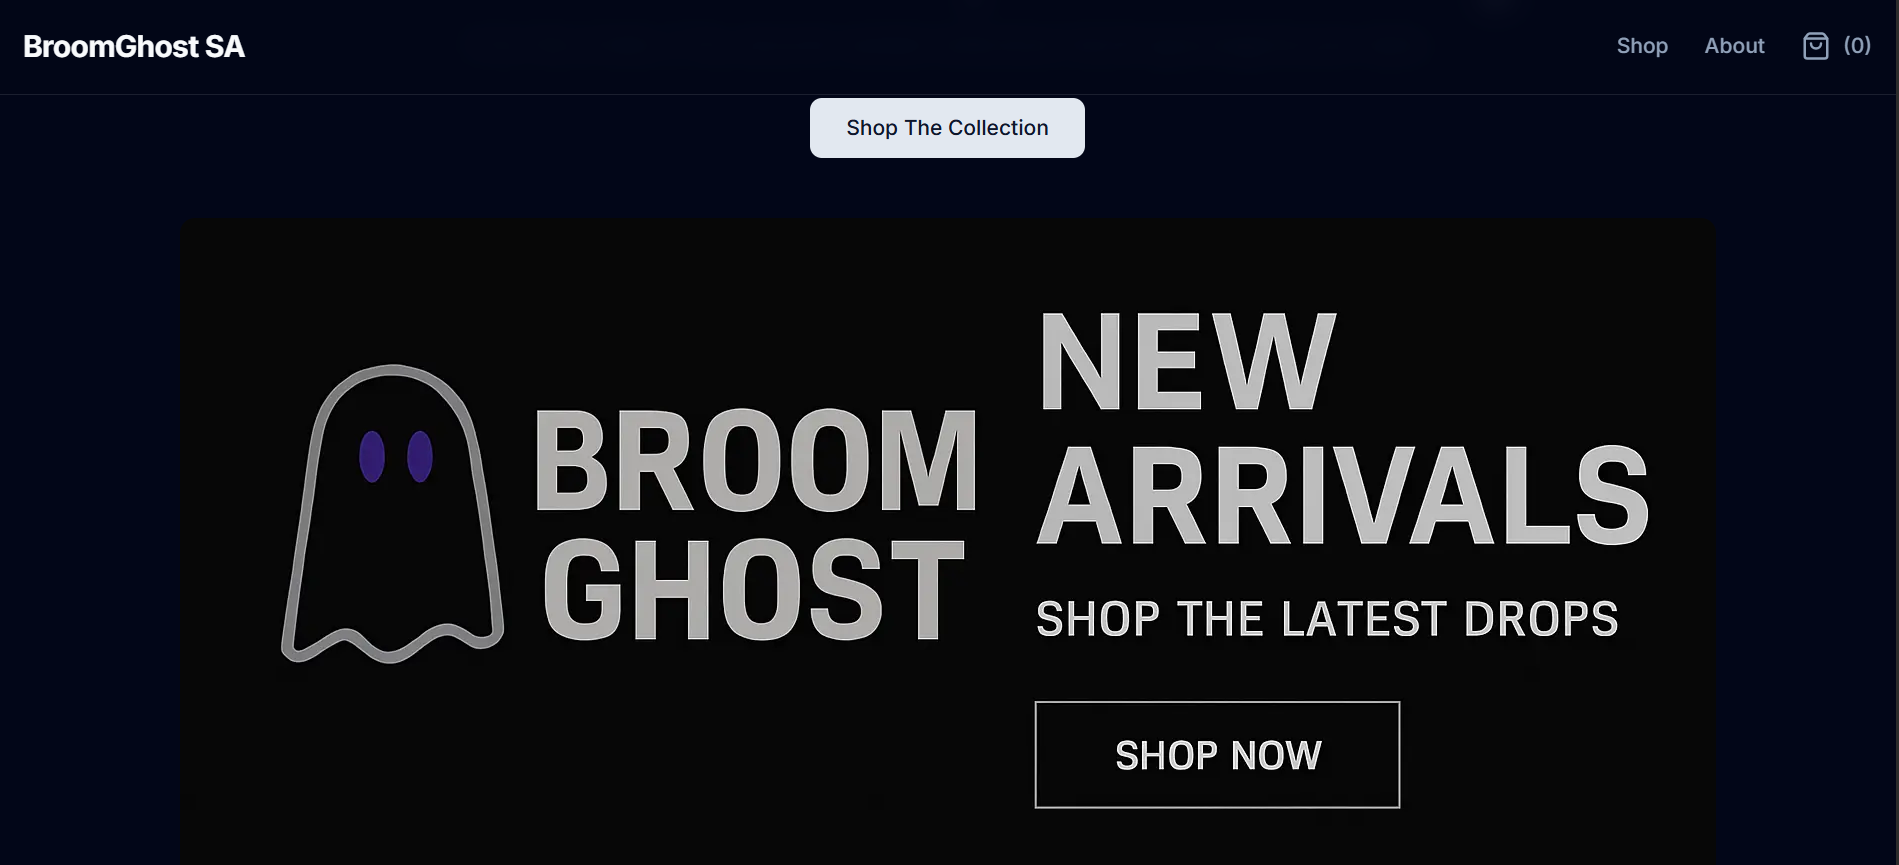 BroomGhost SA
Shop
About
(0)
Shop The Collection
BROOM
GHOST
NEW
ARRIVALS
SHOP THE LATEST DROPS
SHOP NOW